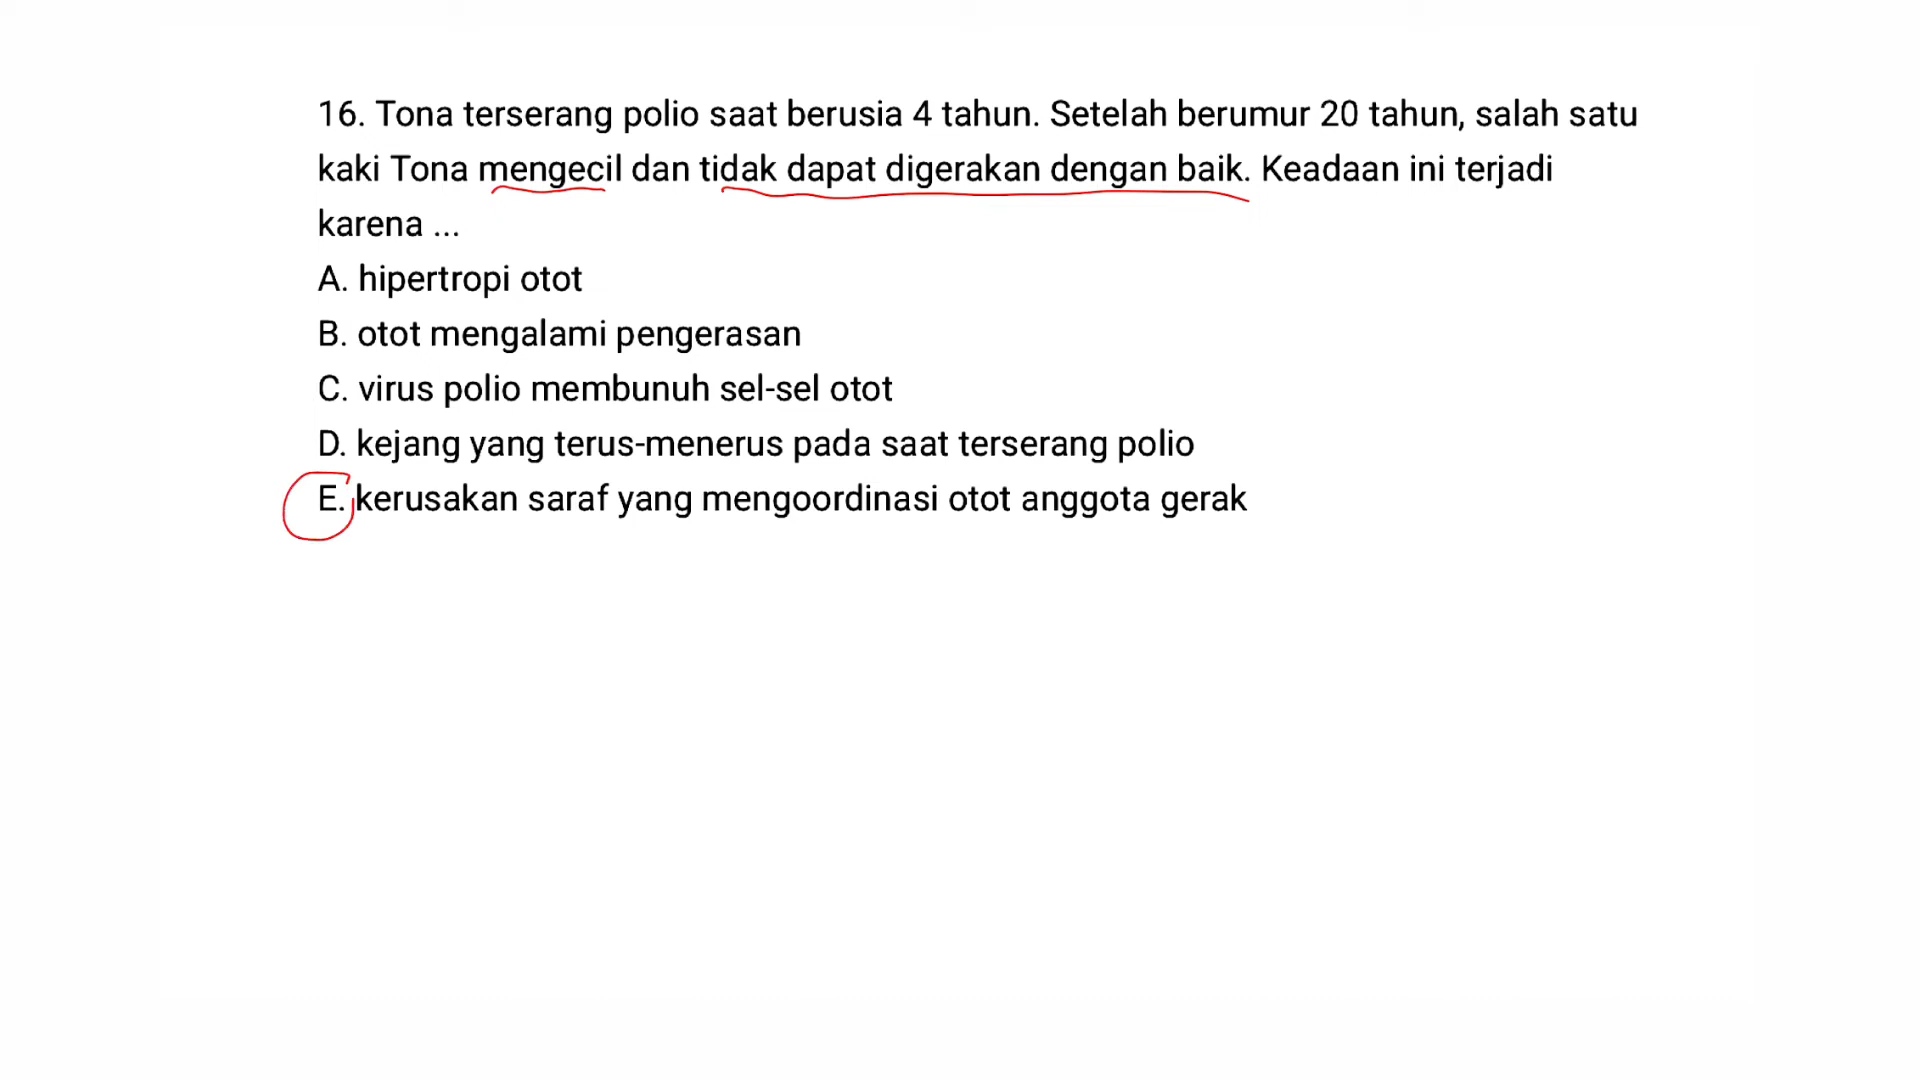 16. Tona terserang polio saat berusia 4 tahun. Setelah berumur 20 tahun, salah satu
kaki Tona mengecil dan tidak dapat digerakan dengan baik. Keadaan ini terjadi
karena ...
A. hipertropi otot
B. otot mengalami pengerasan
C. virus polio membunuh sel-sel otot
D. kejang yang terus-menerus pada saat terserang polio
E. kerusakan saraf yang mengoordinasi otot anggota gerak